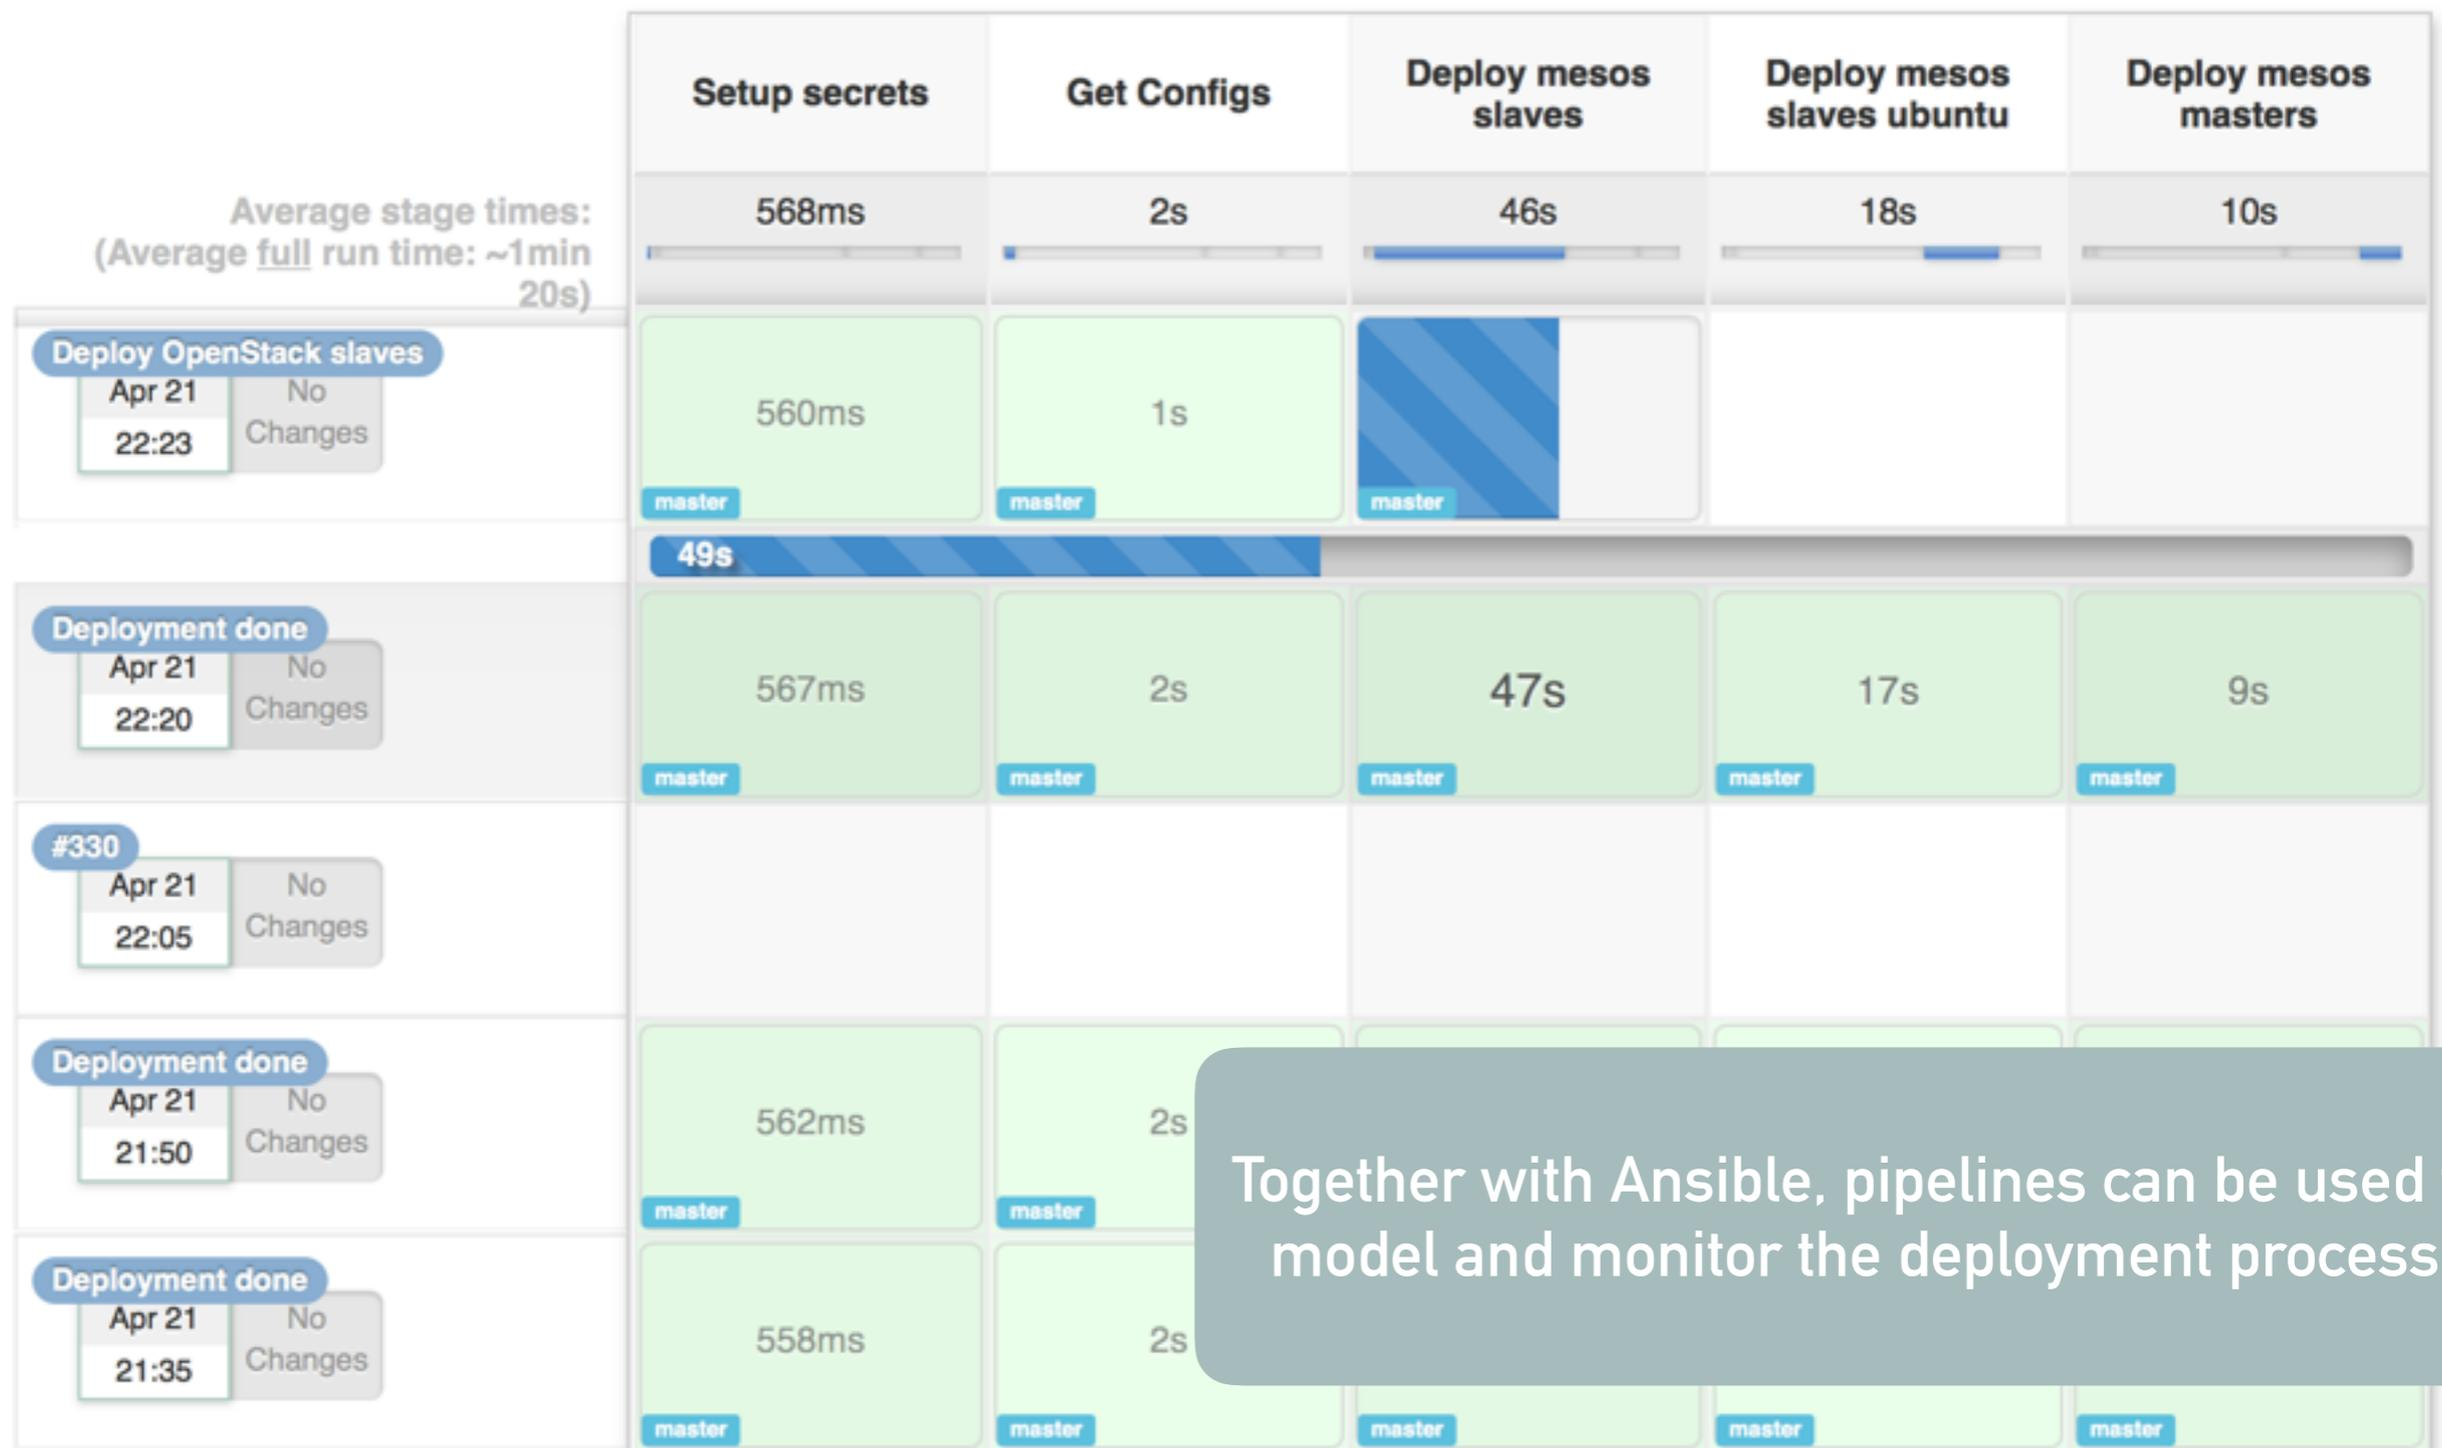 Setup secrets
Get Configs
Deploy mesos
slaves
Deploy mesos
slaves ubuntu
Deploy mesos
masters
Average stage times:
(Average full run time: ~1min
20s)
568ms
2s
46s
18s
10s
Deploy OpenStack slaves
Apr 21
22:23
No
Changes
560ms
master
1s
master
master
49s
Deployment done
Apr 21
22:20
No
Changes
567ms
master
2s
master
47s
master
17s
master
9s
master
#330
Apr 21
22:05
No
Changes
Deployment done
Apr 21
21:50
No
Changes
562ms
master
2s
master
Together with Ansible, pipelines can be used
model and monitor the deployment process
Deployment done
Apr 21
21:35
No
Changes
558ms
master
2s
master
master
master
master